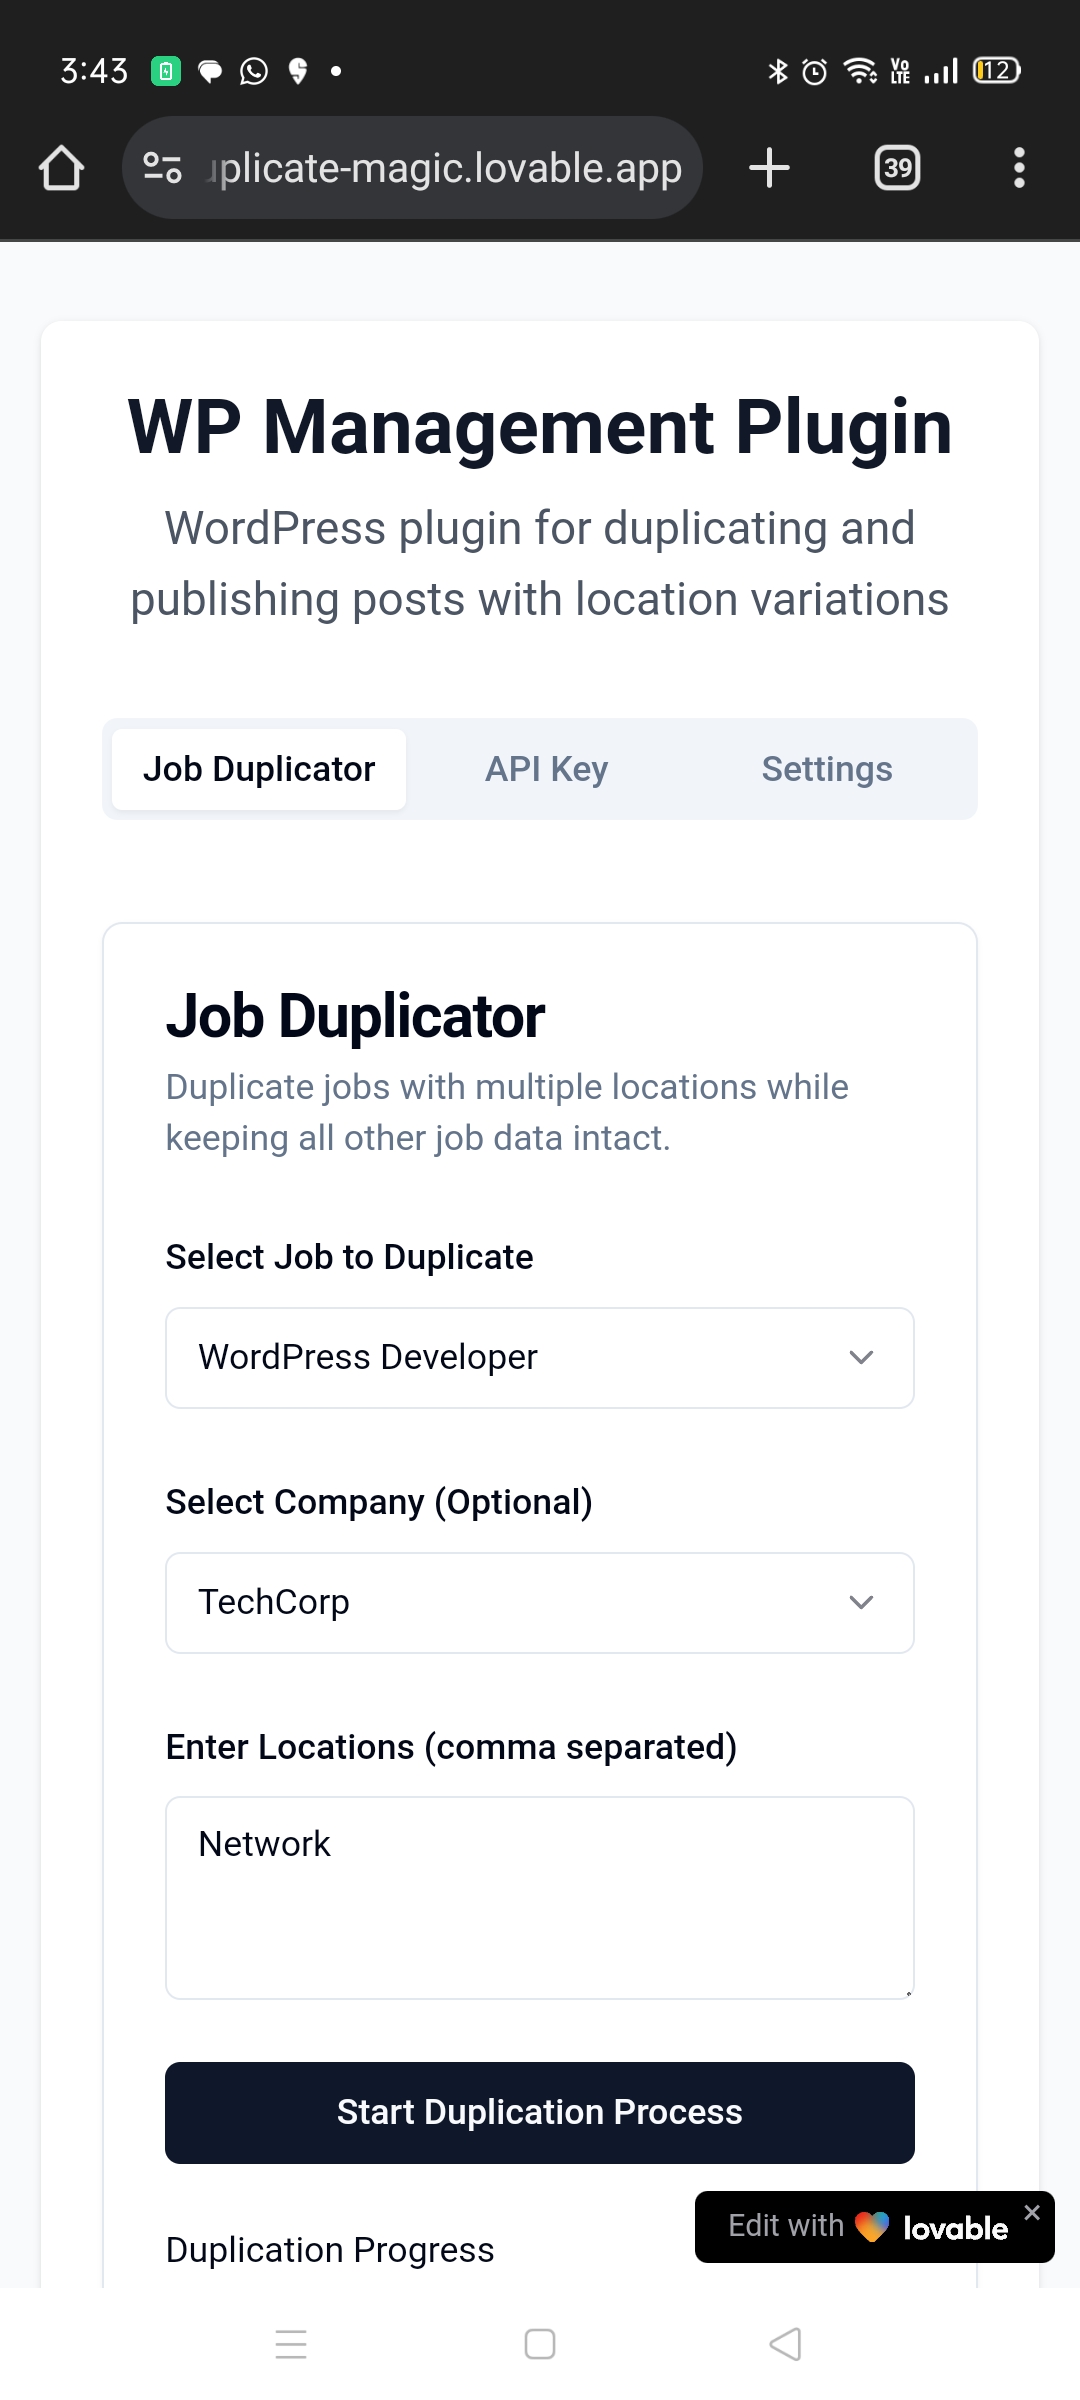 3:43
Vo
LTE
12
plicate-magic.lovable.app
39
WP Management Plugin
WordPress plugin for duplicating and
publishing posts with location variations
Job Duplicator
API Key
Settings
Job Duplicator
Duplicate jobs with multiple locations while
keeping all other job data intact.
Select Job to Duplicate
WordPress Developer
Select Company (Optional)
TechCorp
Enter Locations (comma separated)
Network
Start Duplication Process
Edit with lovable
Duplication Progress